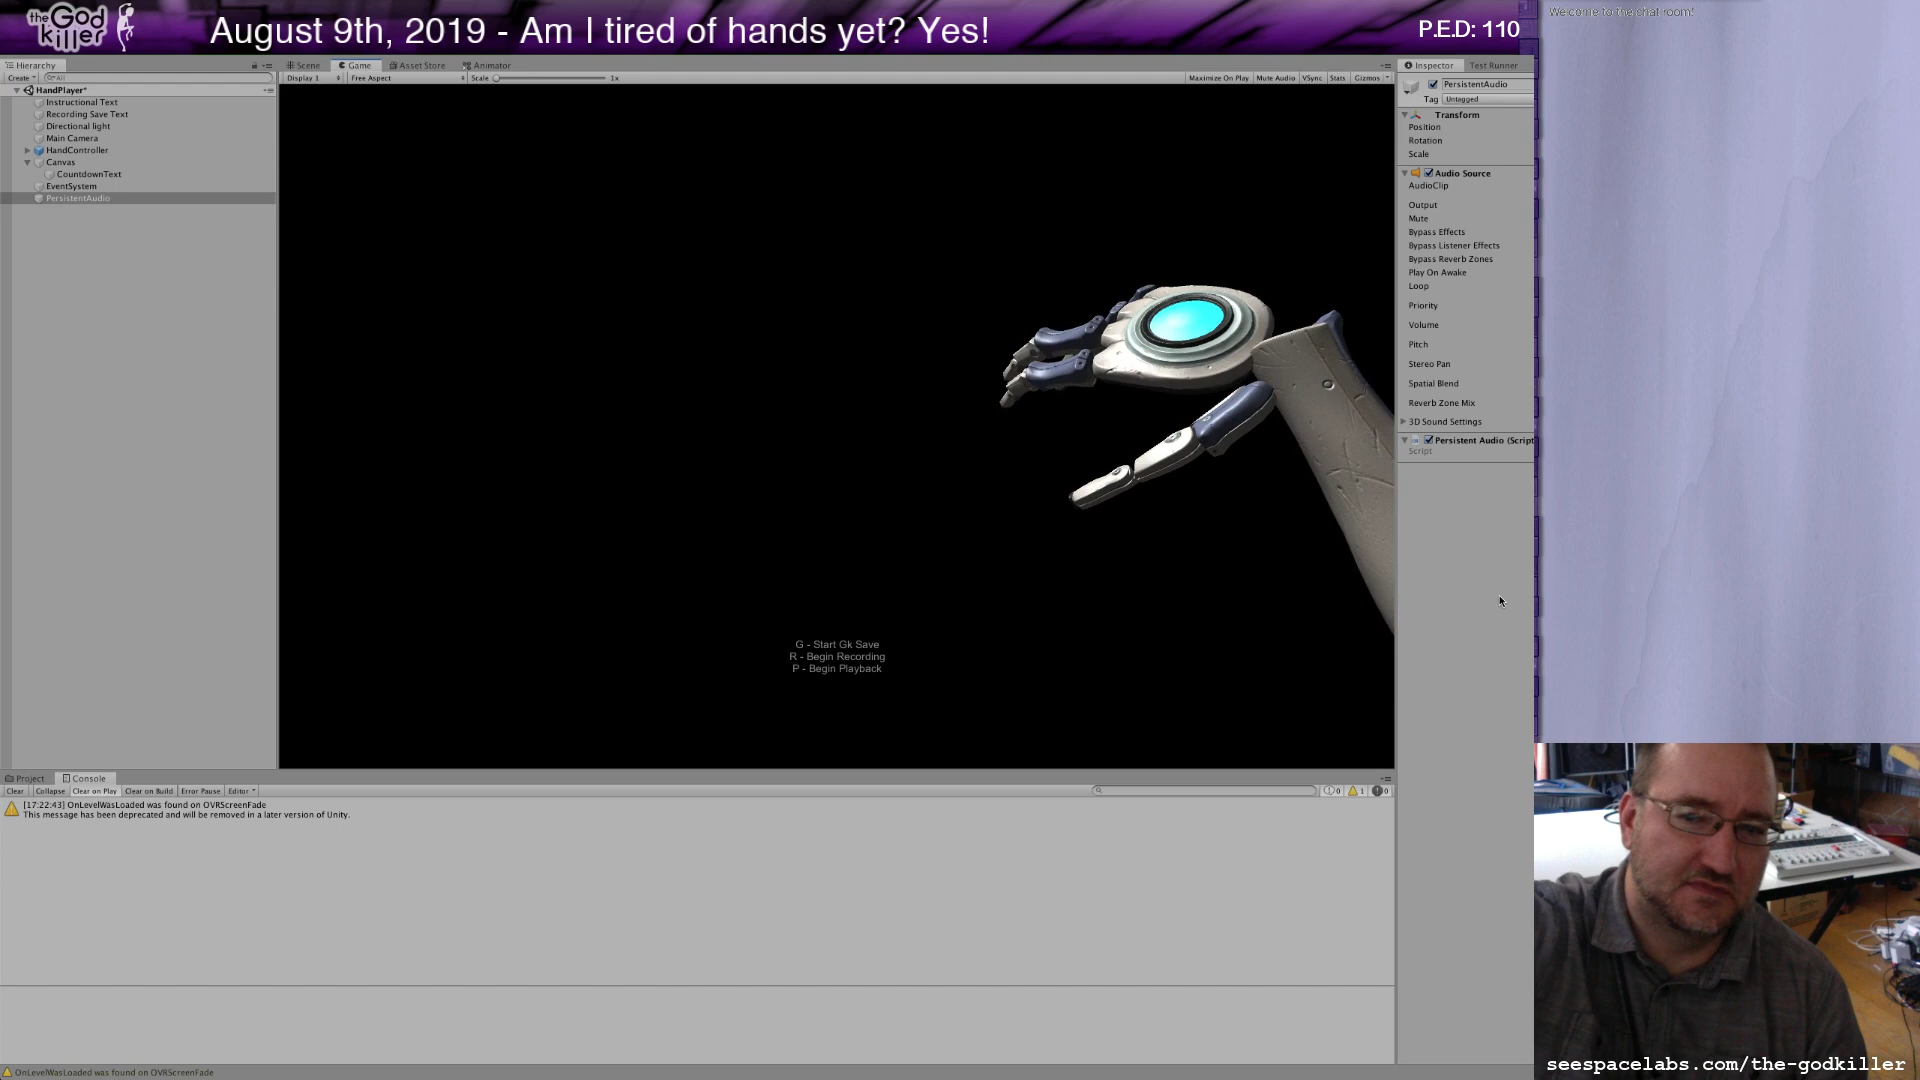 the God killer
August 9th, 2019 - Am I tired of hands yet? Yes!
P.E.D: 110
Welcome to the chat room!
Hierarchy
Create
All
HandPlayer*
Instructional Text
Recording Save Text
Directional light
Main Camera
HandController
Canvas
CountdownText
EventSystem
PersistentAudio
Scene
Game
Asset Store
Animator
Display 1
Free Aspect
Scale
1x
Maximize On Play
Mute Audio
VSync
Stats
Gizmos
G - Start Gk Save
R - Begin Recording
P - Begin Playback
Inspector
Test Runner
PersistentAudio
Tag
Untagged
Transform
Position
Rotation
Scale
Audio Source
AudioClip
Output
Mute
Bypass Effects
Bypass Listener Effects
Bypass Reverb Zones
Play On Awake
Loop
Priority
Volume
Pitch
Stereo Pan
Spatial Blend
Reverb Zone Mix
3D Sound Settings
Persistent Audio (Script
Script
Project
Console
Clear
Collapse
Clear on Play
Clear on Build
Error Pause
Editor
0
1
0
[17:22:43] OnLevelWasLoaded was found on OVRScreenFade
This message has been deprecated and will be removed in a later version of Unity.
OnLevelWasLoaded was found on OVRScreenFade
seespacelabs.com/the-godkiller